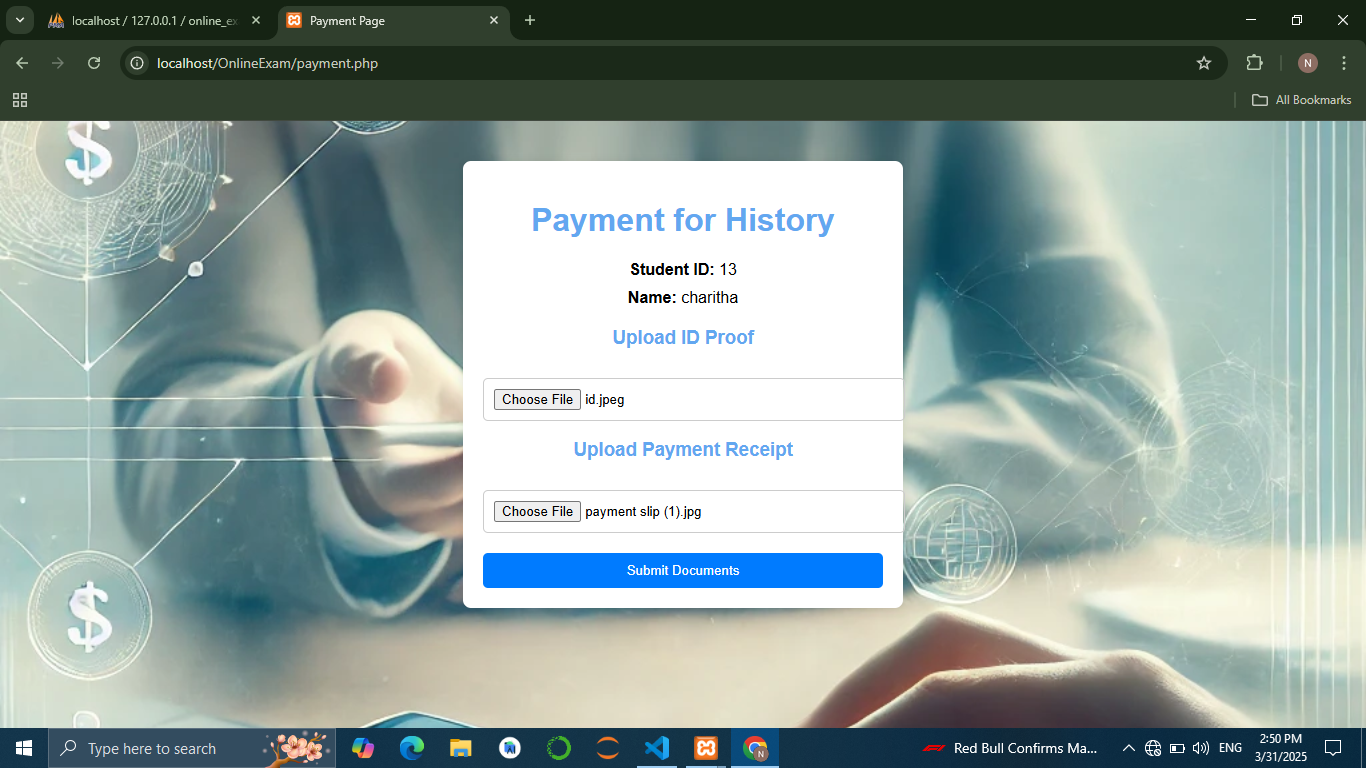 localhost / 127.0.0.1 / online_ex
Payment Page
localhost/OnlineExam/payment.php
N
All Bookmarks
$
Payment for History
Student ID: 13
Name: charitha
Upload ID Proof
Choose File id.jpeg
Upload Payment Receipt
Choose File payment slip (1).jpg
Submit Documents
$
Type here to search
N
Red Bull Confirms Ma...
ENG
2:50 PM
3/31/2025